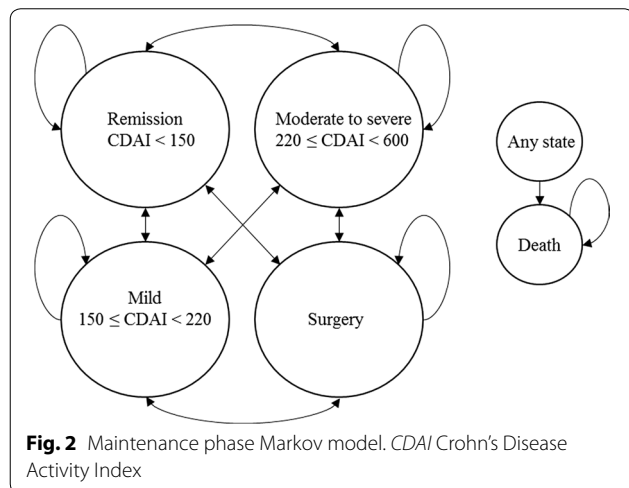 Remission
CDAI < 150
Moderate to severe
220 ≤ CDAI < 600
Any state
Death
Mild
150 ≤ CDAI < 220
Surgery
Fig. 2 Maintenance phase Markov model. CDAI Crohn’s Disease
Activity Index